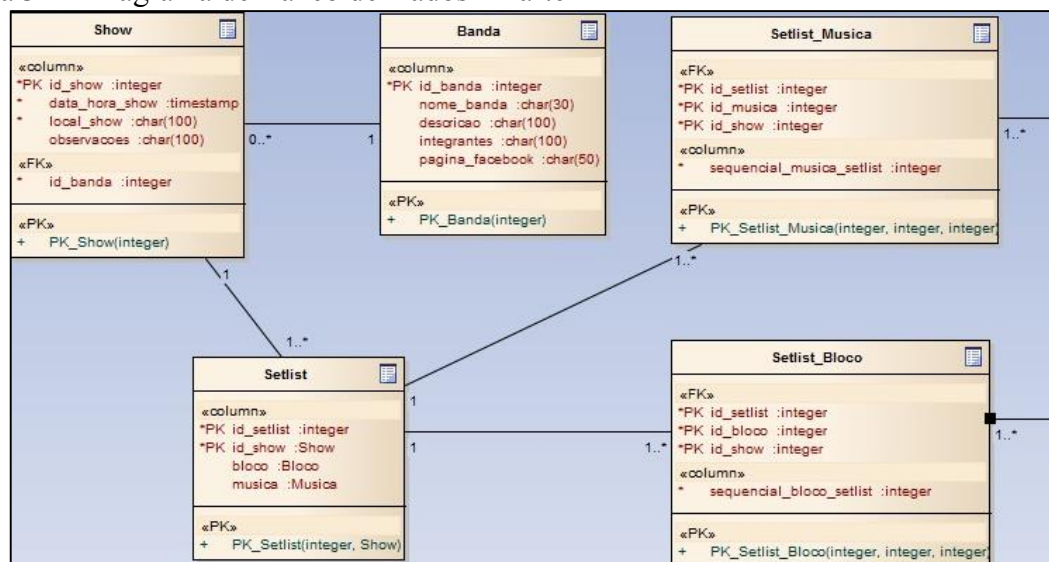 Show
«column»
*PK id_show :integer
* data_hora_show :timestamp
* local_show :char(100)
observacoes :char(100)
«FK»
* id_banda :integer
«PK»
+ PK_Show(integer)
0..*
1
Banda
«column»
*PK id_banda :integer
nome_banda :char(30)
descricao :char(100)
integrantes :char(100)
pagina_facebook :char(50)
«PK»
+ PK_Banda(integer)
Setlist_Musica
«FK»
*PK id_setlist :integer
*PK id_musica :integer
*PK id_show :integer
«column»
* sequencial_musica_setlist :integer
«PK»
+ PK_Setlist_Musica(integer, integer, integer)
1..*
1..*
1
1..*
Setlist
«column»
*PK id_setlist :integer
*PK id_show :Show
bloco :Bloco
musica :Musica
«PK»
+ PK_Setlist(integer, Show)
1
1
1..*
Setlist_Bloco
«FK»
*PK id_setlist :integer
*PK id_bloco :integer
*PK id_show :integer
«column»
* sequencial_bloco_setlist :integer
«PK»
+ PK_Setlist_Bloco(integer, integer, integer)
1..*